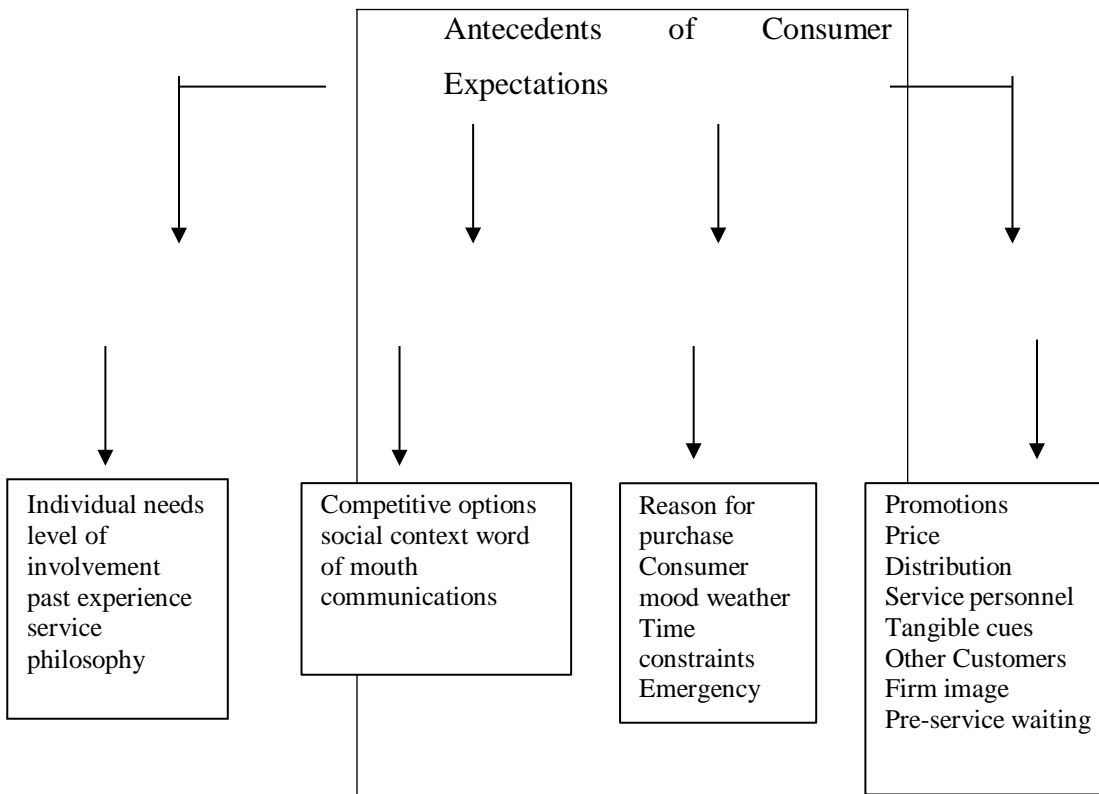 Antecedents of Consumer
Expectations
Individual needs
level of
involvement
past experience
service
philosophy
Competitive options
social context word
of mouth
communications
Reason for
purchase
Consumer
mood weather
Time
constraints
Emergency
Promotions
Price
Distribution
Service personnel
Tangible cues
Other Customers
Firm image
Pre-service waiting